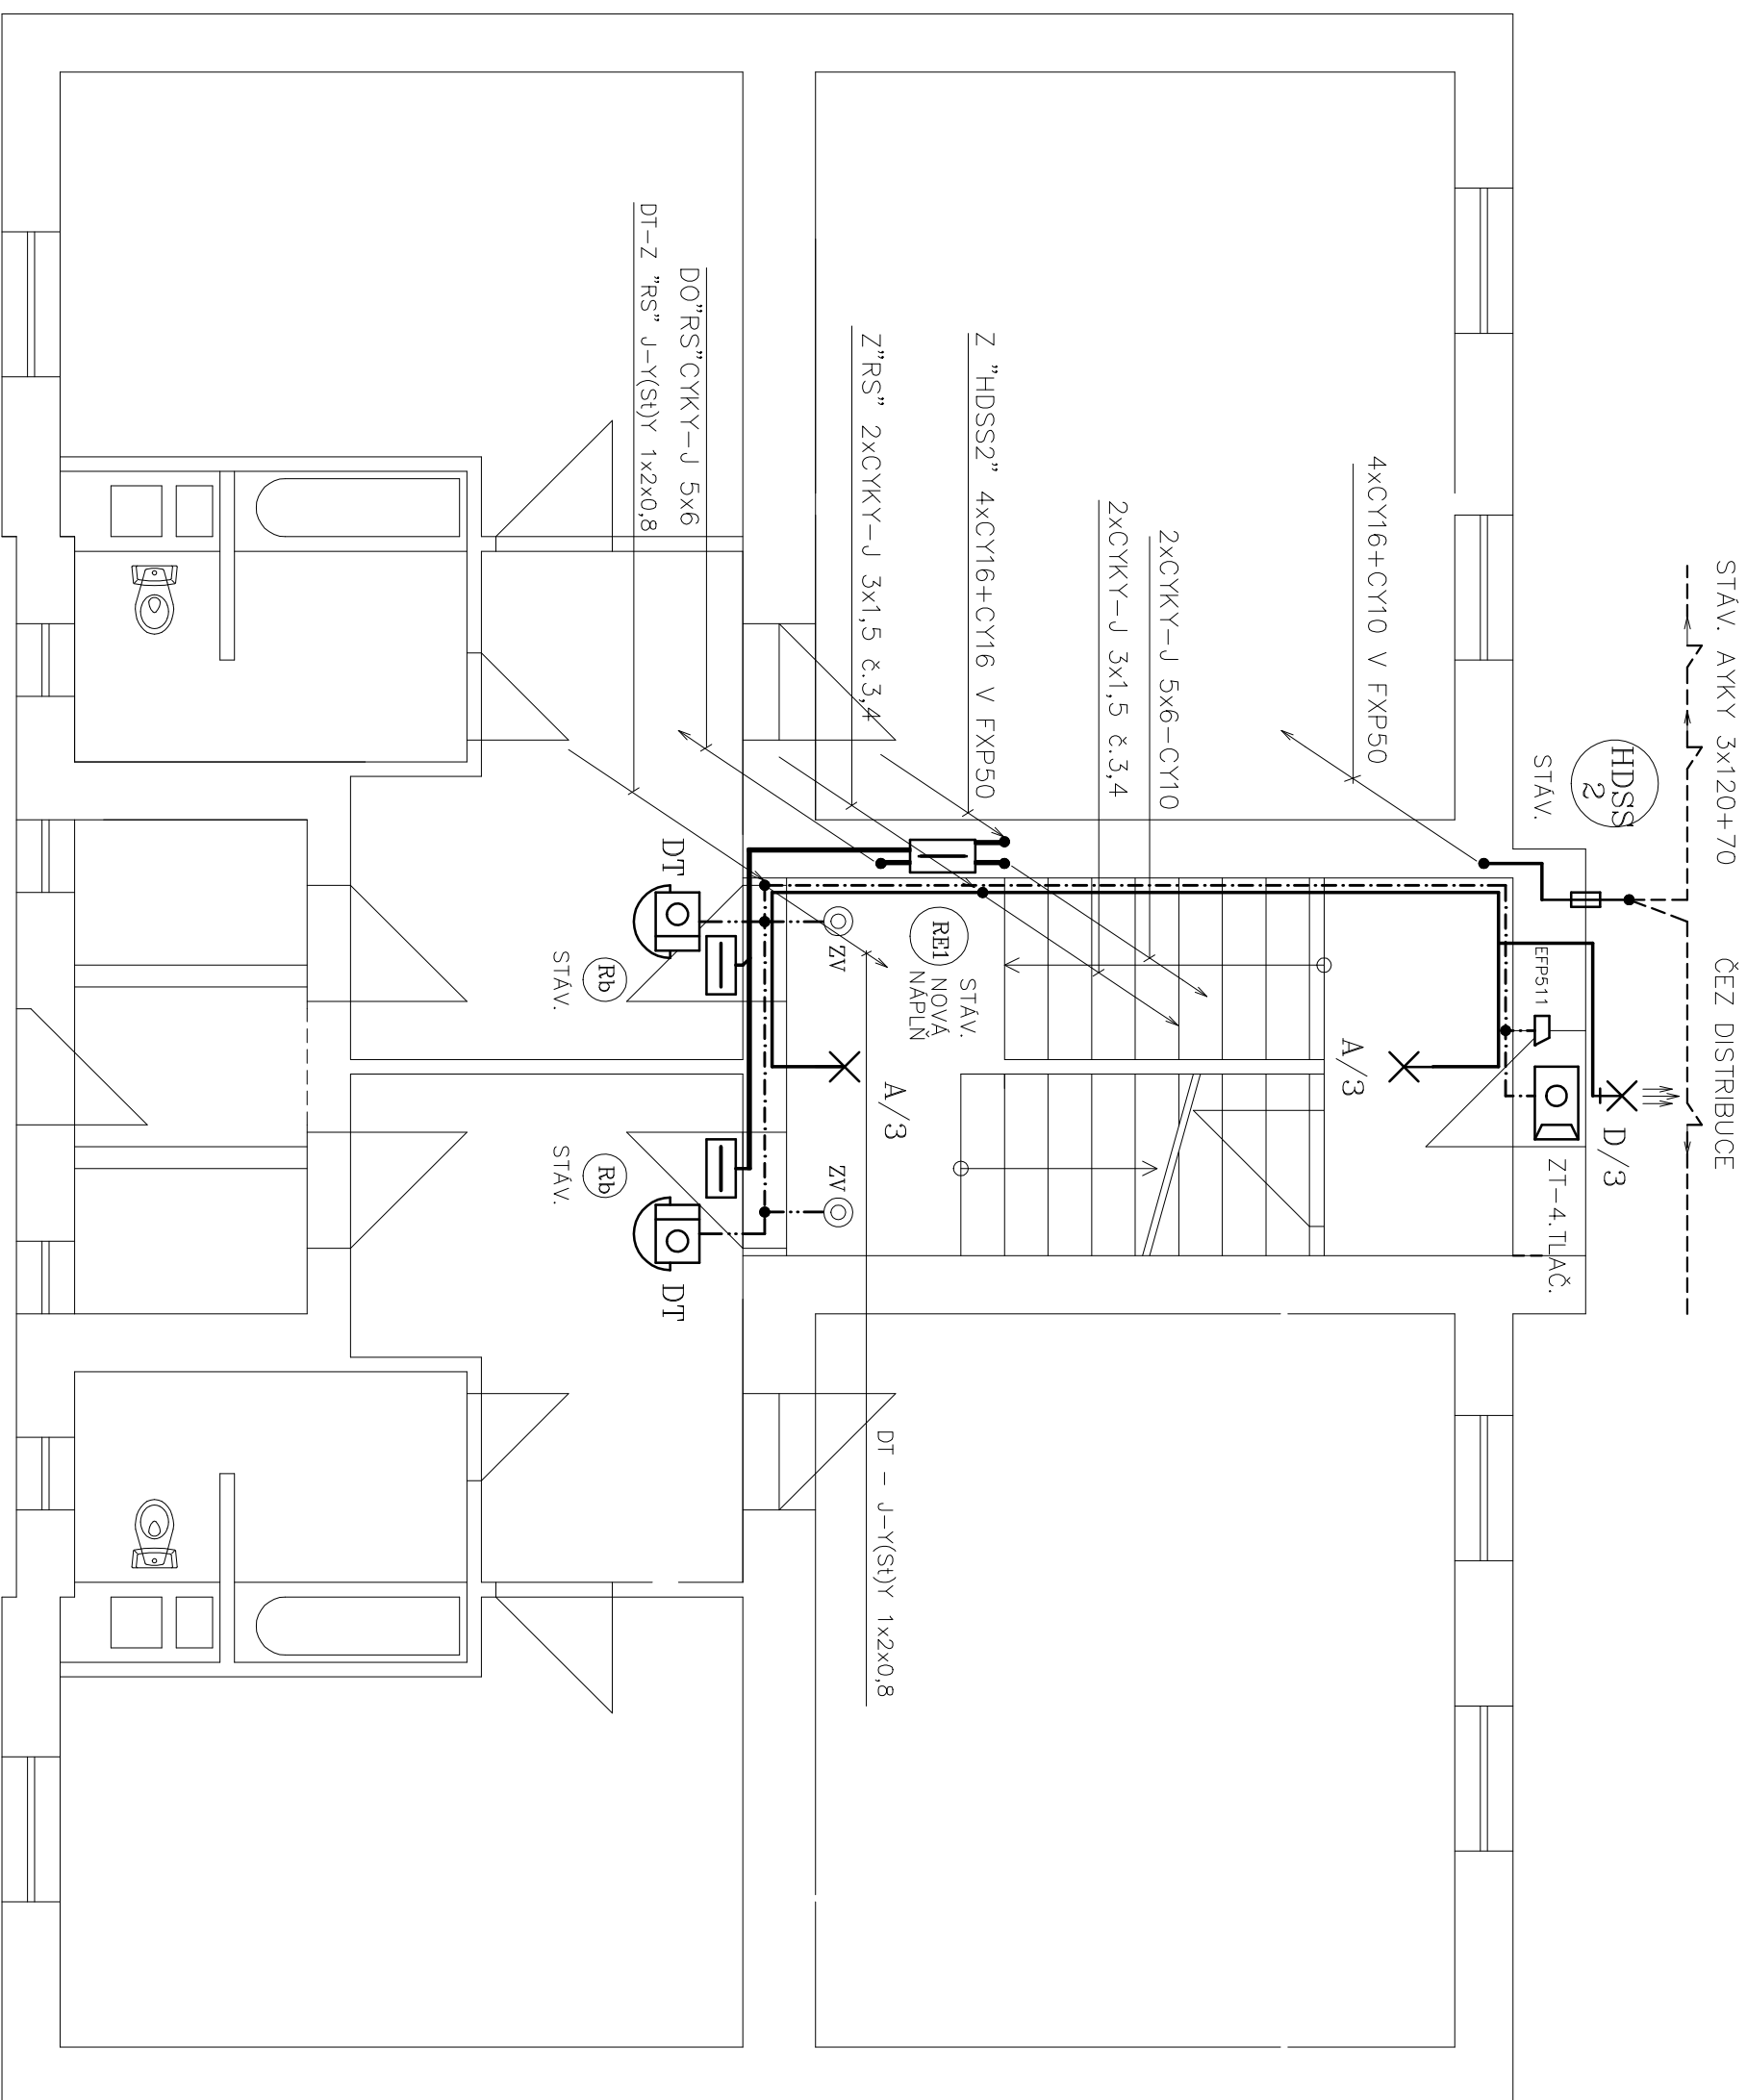 STÁV. AYKY 3x120+70
ČEZ DISTRIBUCE
HDSS
2
STÁV.
D/3
ZT-4.TLAČ.
EFP511
4xCY16+CY10 V FXP50
A/3
2xCYKY-J 5x6-CY10
2xCYKY-J 3x1,5 č.3,4
Z "HDSS2" 4xCY16+CY16 V FXP50
RE1
STÁV.
NOVÁ
NÁPLŇ
A/3
Z"RS" 2xCYKY-J 3x1,5 č.3,4
DT - J-Y(St)Y 1x2x0,8
ZV
ZV
DO"RS"CYKY-J 5x6
DT-Z "RS" J-Y(St)Y 1x2x0,8
DT
DT
Rb
STÁV.
Rb
STÁV.